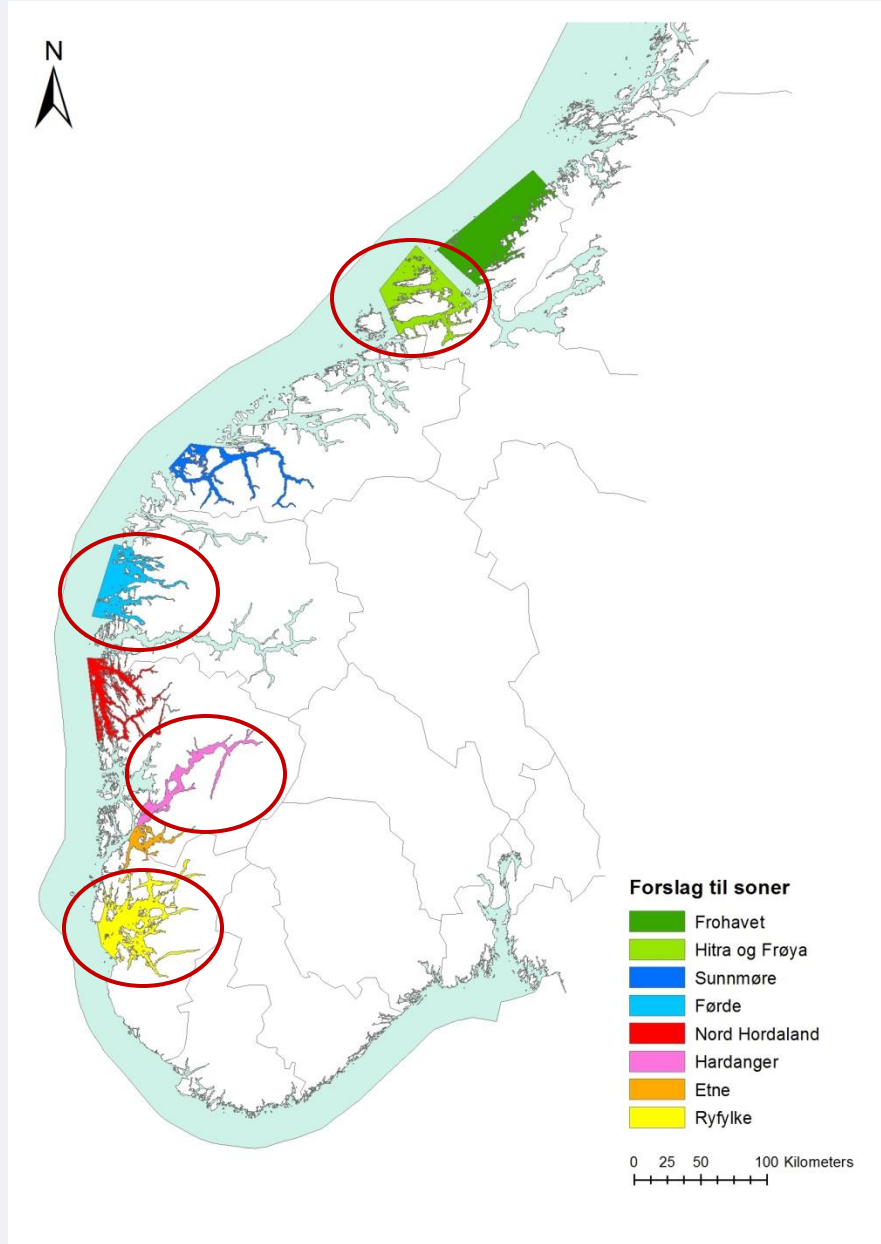 N
Forslag til soner
Frohavet
Hitra og Frøya
Sunnmøre
Førde
Nord Hordaland
Hardanger
Etne
Ryfylke
0 25 50 100 Kilometers